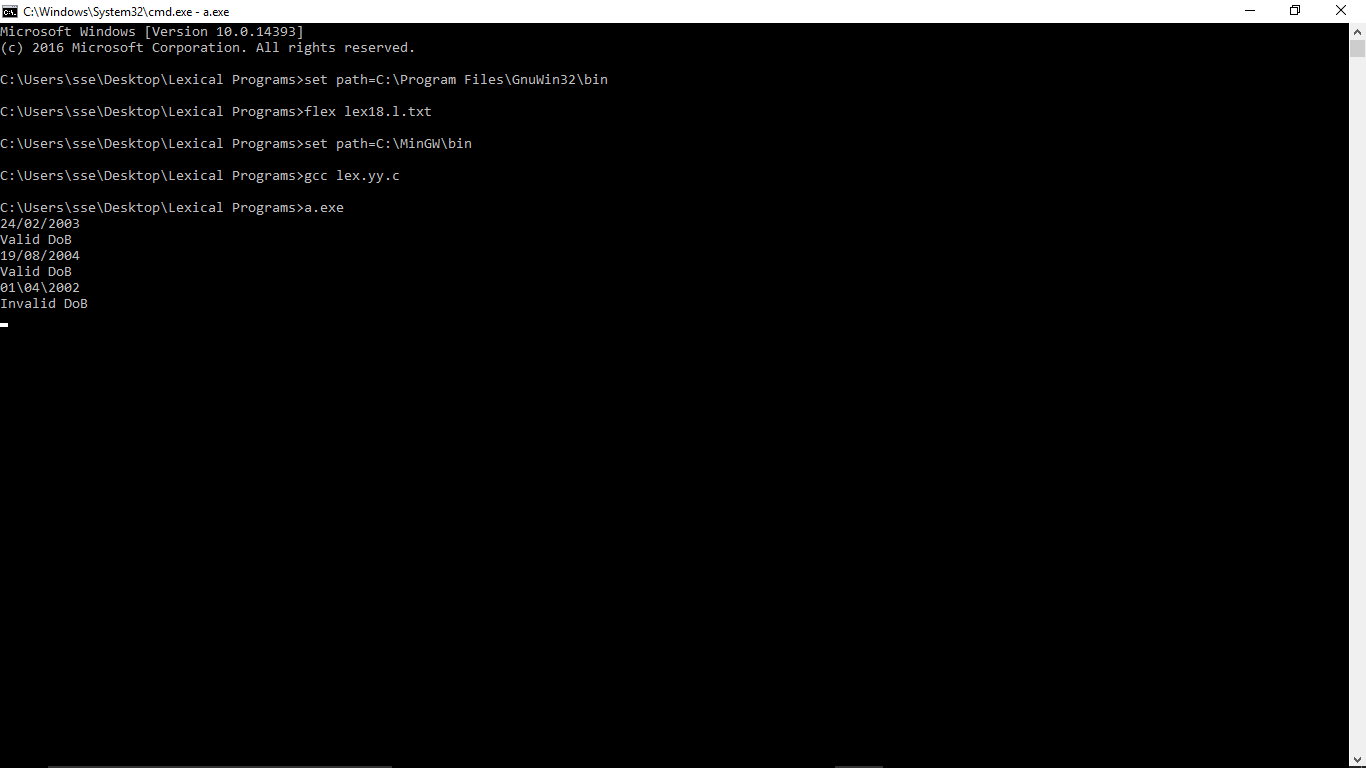 C:\Windows\System32\cmd.exe - a.exe
Microsoft Windows [Version 10.0.14393]
(c) 2016 Microsoft Corporation. All rights reserved.
C:\Users\sse\Desktop\Lexical Programs>set path=C:\Program Files\GnuWin32\bin
C:\Users\sse\Desktop\Lexical Programs>flex lex18.l.txt
C:\Users\sse\Desktop\Lexical Programs>set path=C:\MinGW\bin
C:\Users\sse\Desktop\Lexical Programs>gcc lex.yy.c
C:\Users\sse\Desktop\Lexical Programs>a.exe
24/02/2003
Valid DoB
19/08/2004
Valid DoB
01\04\2002
Invalid DoB